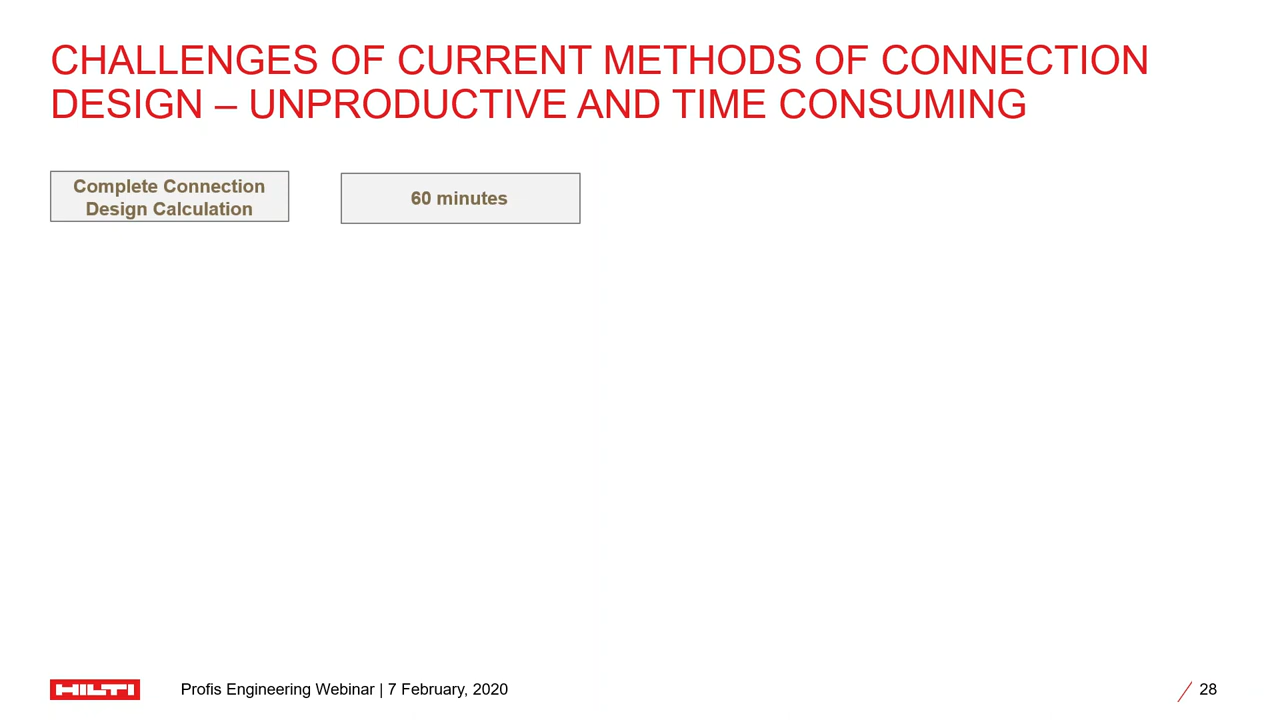 CHALLENGES OF CURRENT METHODS OF CONNECTION
DESIGN – UNPRODUCTIVE AND TIME CONSUMING
Complete Connection
Design Calculation
60 minutes
HILTI
Profis Engineering Webinar | 7 February, 2020
28